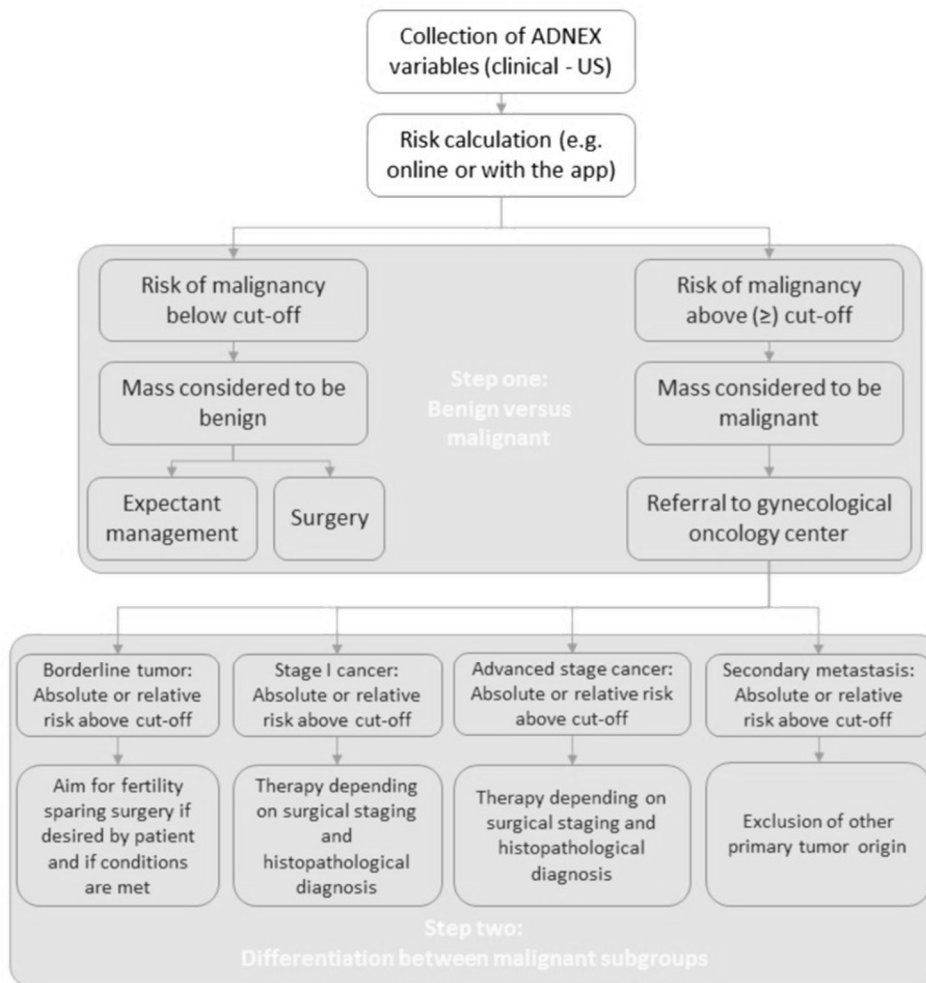 Collection of ADNEX
variables (clinical - US)
Risk calculation (e.g.
online or with the app)
Risk of malignancy
below cut-off
Risk of malignancy
above (≥) cut-off
Mass considered to be
benign
Step one:
Benign versus
malignant
Mass considered to be
malignant
Expectant
management
Surgery
Referral to gynecological
oncology center
Borderline tumor:
Absolute or relative
risk above cut-off
Stage I cancer:
Absolute or relative
risk above cut-off
Advanced stage cancer:
Absolute or relative risk
above cut-off
Secondary metastasis:
Absolute or relative
risk above cut-off
Aim for fertility
sparing surgery if
desired by patient
and if conditions
are met
Therapy depending
on surgical staging
and
histopathological
diagnosis
Therapy depending on
surgical staging and
histopathological
diagnosis
Exclusion of other
primary tumor origin
Step two:
Differentiation between malignant subgroups